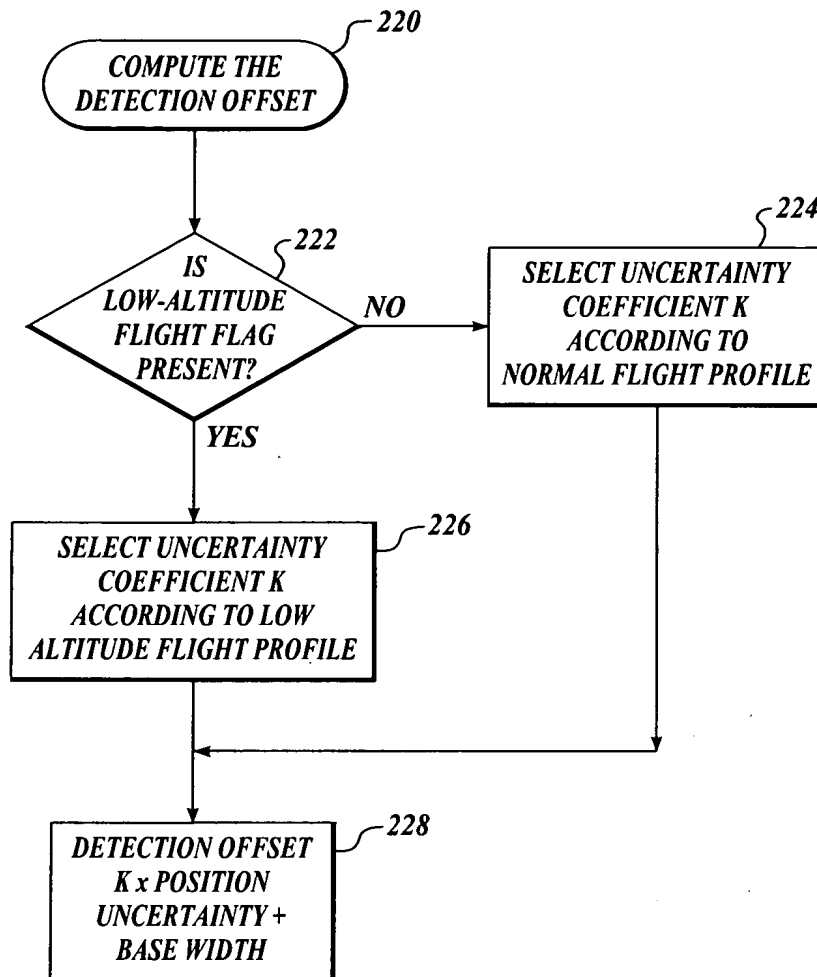 220
COMPUTE THE
DETECTION OFFSET
222
IS
LOW-ALTITUDE
FLIGHT FLAG
PRESENT?
NO
YES
224
SELECT UNCERTAINTY
COEFFICIENT K
ACCORDING TO
NORMAL FLIGHT PROFILE
226
SELECT UNCERTAINTY
COEFFICIENT K
ACCORDING TO LOW
ALTITUDE FLIGHT PROFILE
228
DETECTION OFFSET
K x POSITION
UNCERTAINTY +
BASE WIDTH